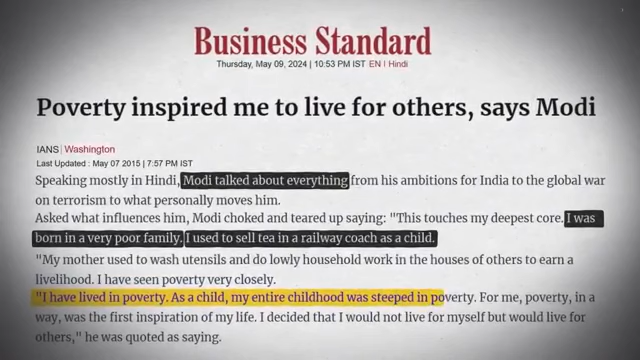 Business Standard
Thursday, May 09, 2024 | 10:53 PM IST EN | Hindi
Poverty inspired me to live for others, says Modi
IANS | Washington
Last Updated : May 07 2015 | 7:57 PM IST
Speaking mostly in Hindi, Modi talked about everything from his ambitions for India to the global war
on terrorism to what personally moves him.
Asked what influences him, Modi choked and teared up saying: "This touches my deepest core. I was
born in a very poor family. I used to sell tea in a railway coach as a child.
"My mother used to wash utensils and do lowly household work in the houses of others to earn a
livelihood. I have seen poverty very closely.
"I have lived in poverty. As a child, my entire childhood was steeped in poverty. For me, poverty, in a
way, was the first inspiration of my life. I decided that I would not live for myself but would live for
others," he was quoted as saying.